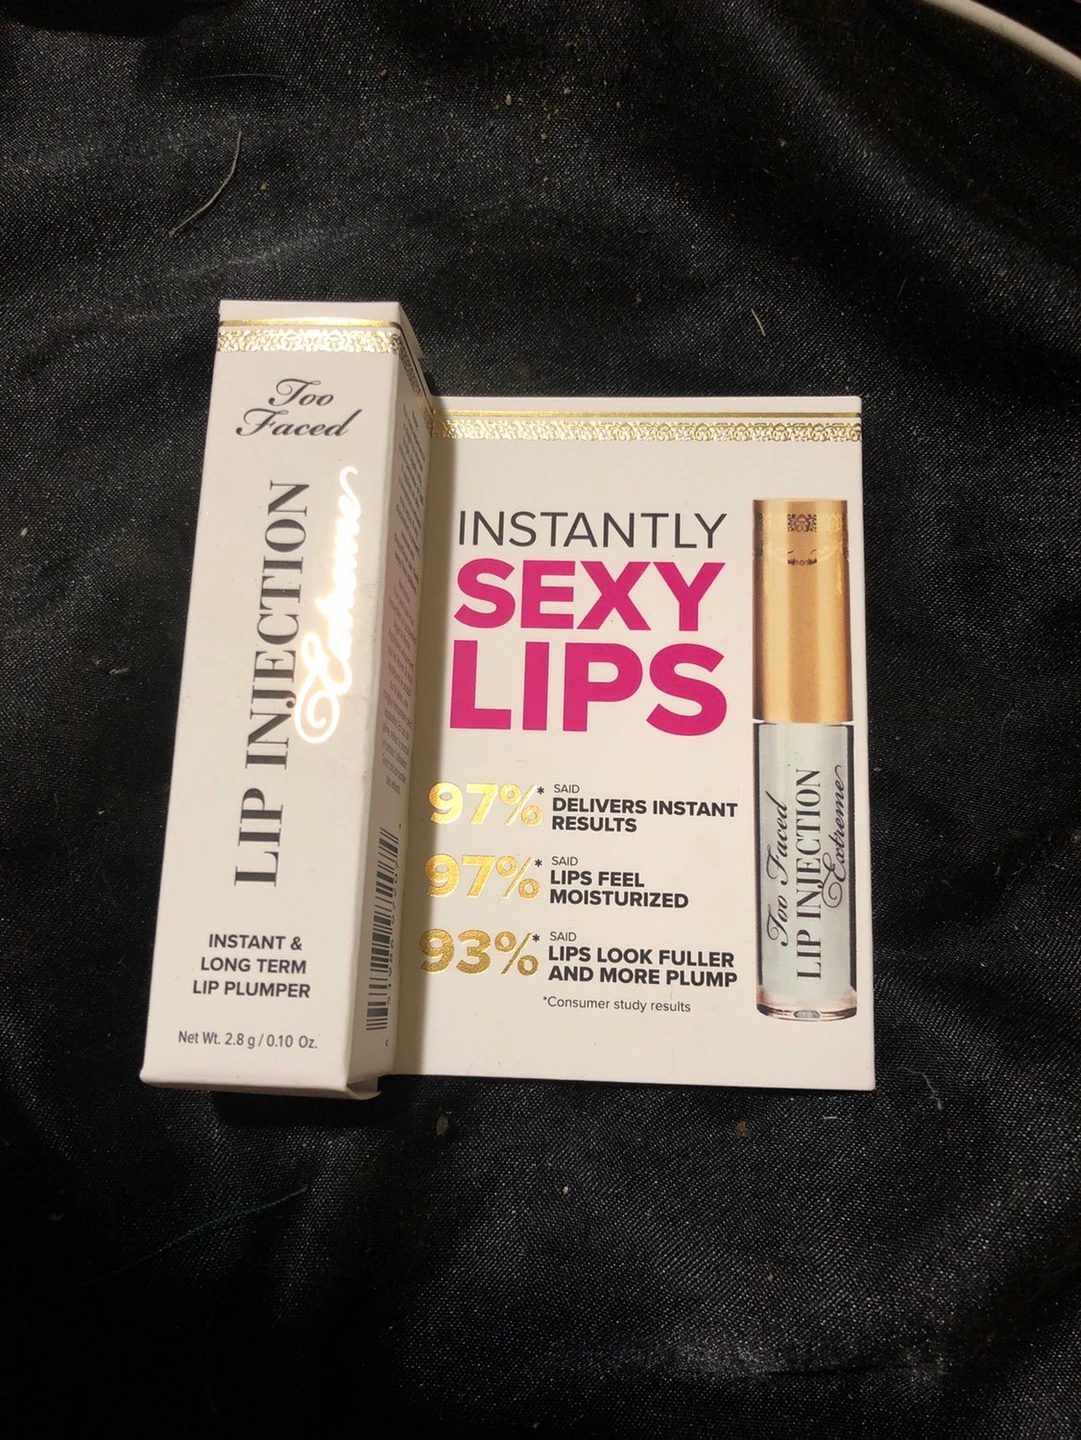 Too
Faced
LIP INJECTION
Extreme
INSTANT &
LONG TERM
LIP PLUMPER
Net Wt. 2.8 g / 0.10 Oz.
INSTANTLY
SEXY
LIPS
97%* SAID
DELIVERS INSTANT
RESULTS
97%* SAID
LIPS FEEL
MOISTURIZED
93%* SAID
LIPS LOOK FULLER
AND MORE PLUMP
*Consumer study results
Too Faced
LIP INJECTION
Extreme